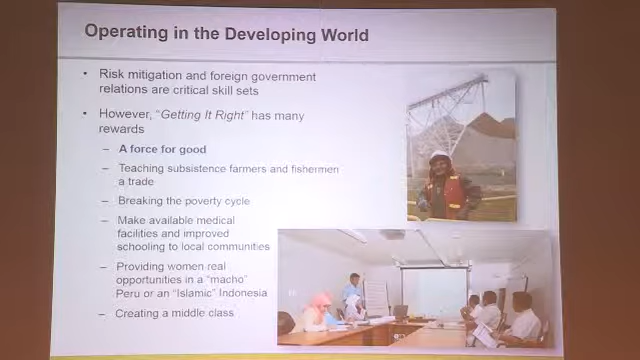 Operating in the Developing World
• Risk mitigation and foreign government
relations are critical skill sets
• However, "Getting It Right" has many
rewards
– A force for good
– Teaching subsistence farmers and fishermen
a trade
– Breaking the poverty cycle
– Make available medical
facilities and improved
schooling to local communities
– Providing women real
opportunities in a "macho"
Peru or an "Islamic" Indonesia
– Creating a middle class